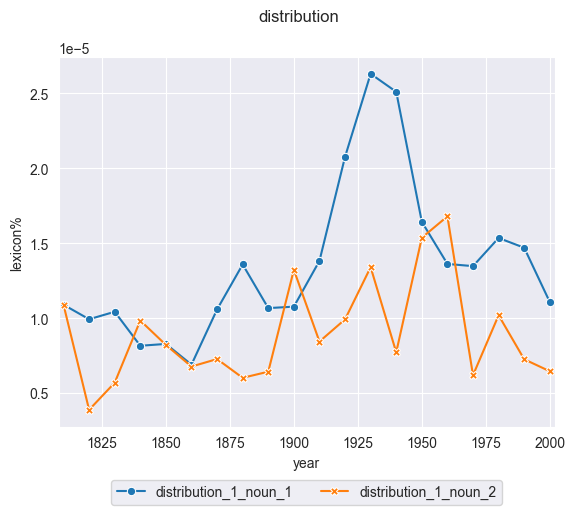 distribution
1e−5
2.5
2.0
1.5
1.0
0.5
lexicon%
1825 1850 1875 1900 1925 1950 1975 2000
year
distribution_1_noun_1 distribution_1_noun_2